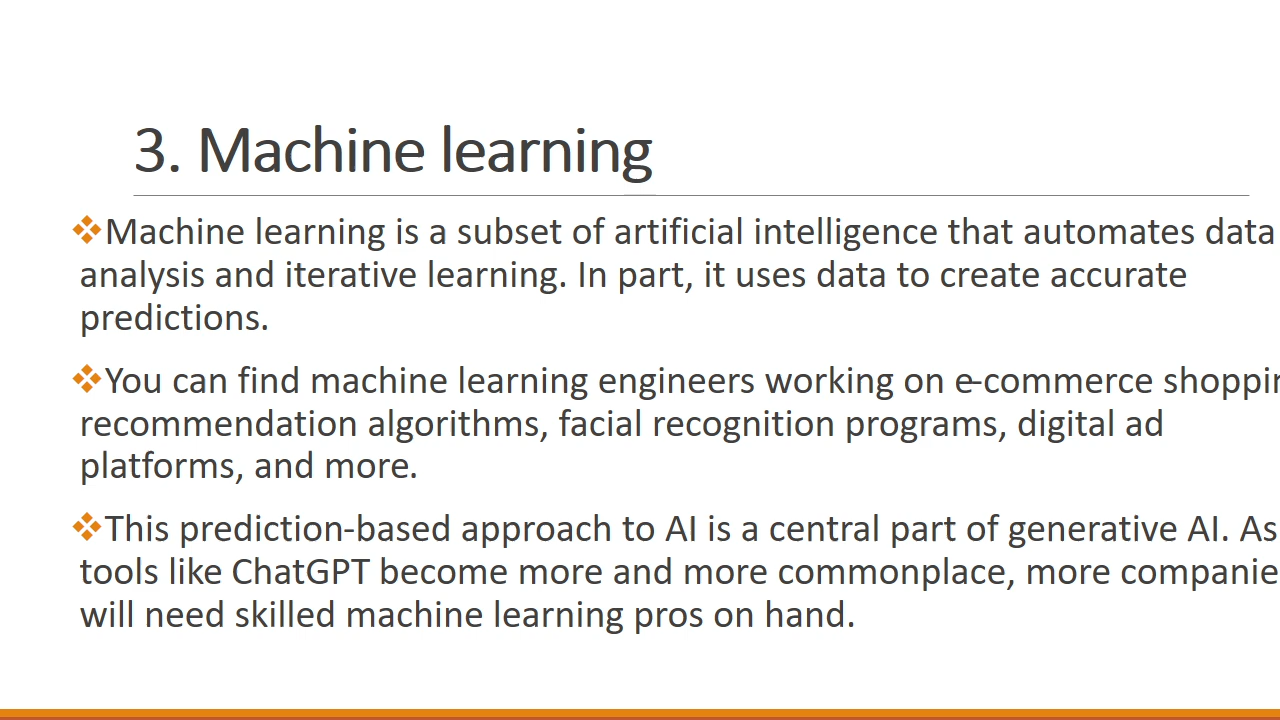 3. Machine learning
❖Machine learning is a subset of artificial intelligence that automates data
analysis and iterative learning. In part, it uses data to create accurate
predictions.
❖You can find machine learning engineers working on e-commerce shoppin
recommendation algorithms, facial recognition programs, digital ad
platforms, and more.
❖This prediction-based approach to AI is a central part of generative AI. As
tools like ChatGPT become more and more commonplace, more companie
will need skilled machine learning pros on hand.